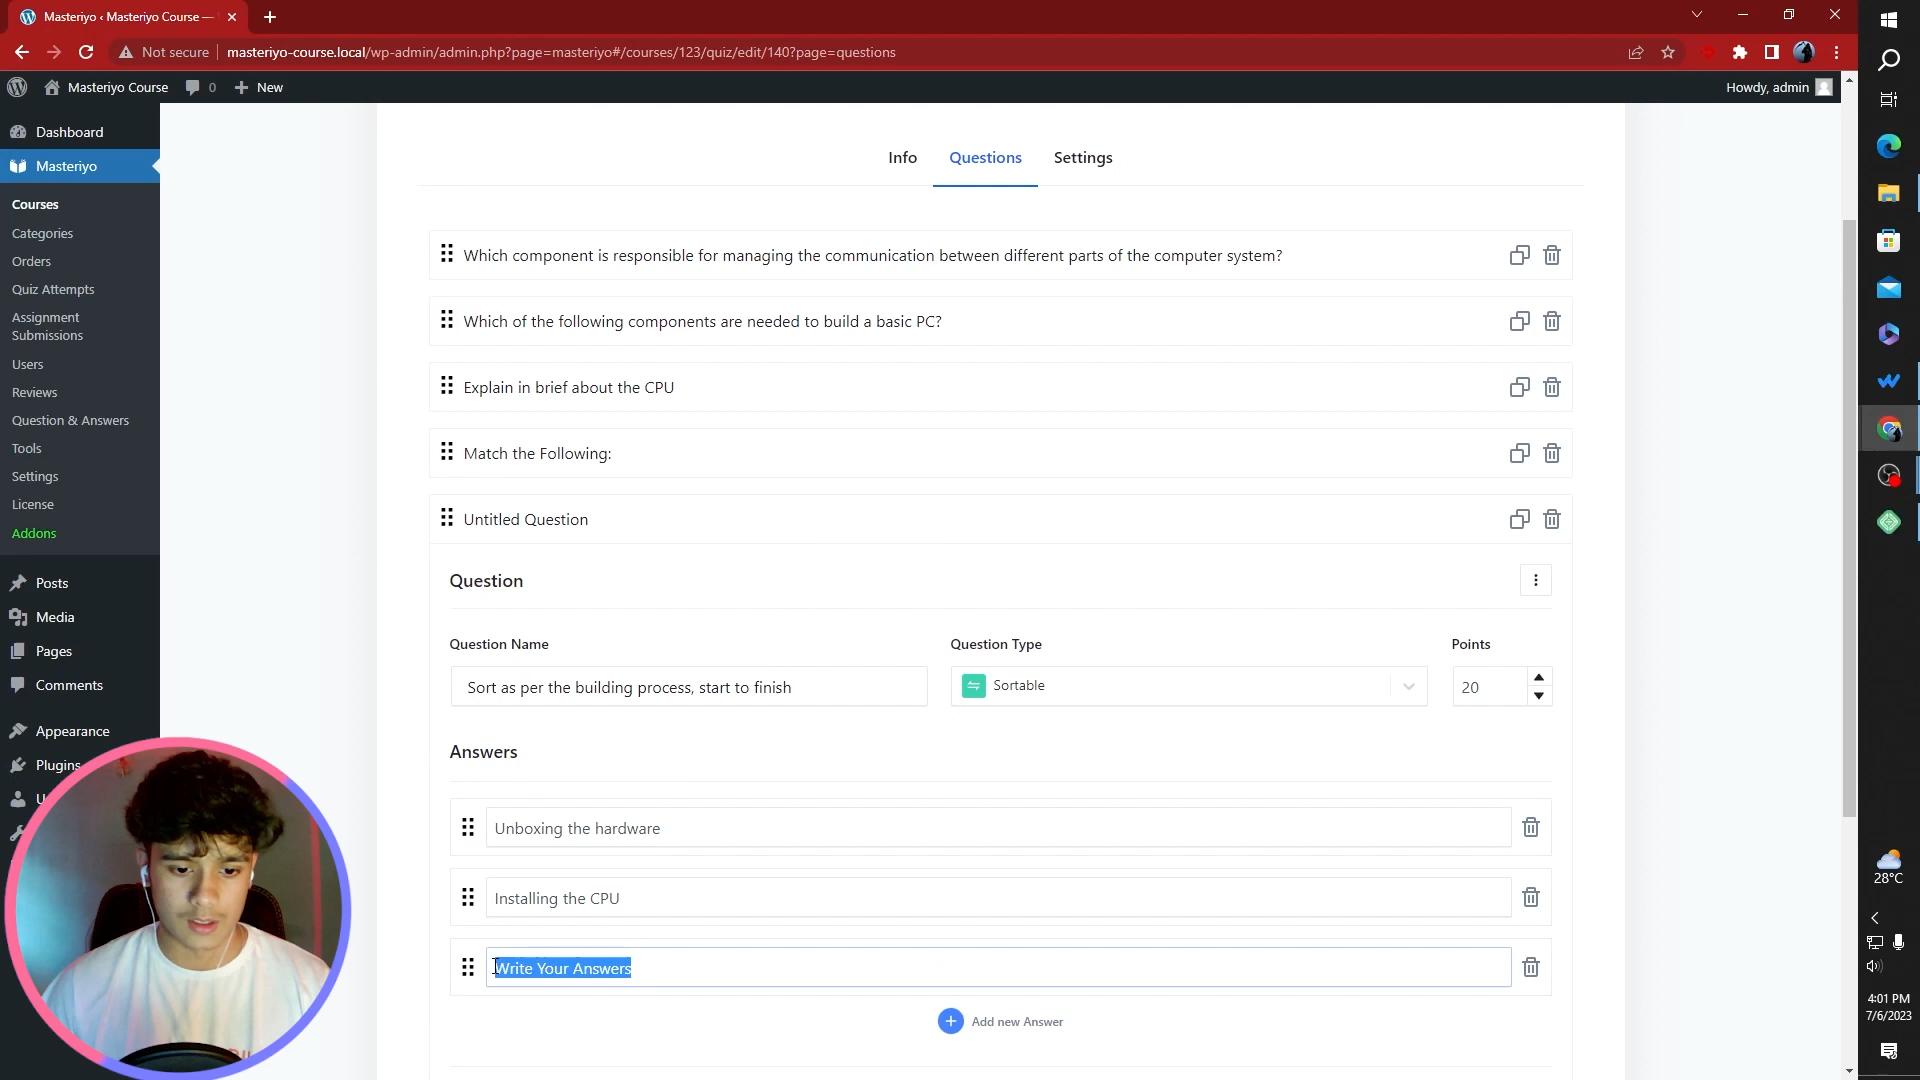 Masteriyo ‹ Masteriyo Course —
Not secure
masteriyo-course.local/wp-admin/admin.php?page=masteriyo#/courses/123/quiz/edit/140?page=questions
Masteriyo Course
0
New
Howdy, admin
Dashboard
Masteriyo
Courses
Categories
Orders
Quiz Attempts
Assignment
Submissions
Users
Reviews
Question & Answers
Tools
Settings
License
Addons
Posts
Media
Pages
Comments
Appearance
Plugins
Info
Questions
Settings
Which component is responsible for managing the communication between different parts of the computer system?
Which of the following components are needed to build a basic PC?
Explain in brief about the CPU
Match the Following:
Untitled Question
Question
Question Name
Question Type
Points
Sort as per the building process, start to finish
Sortable
20
Answers
Unboxing the hardware
Installing the CPU
Write Your Answers
Add new Answer
28°C
4:01 PM
7/6/2023